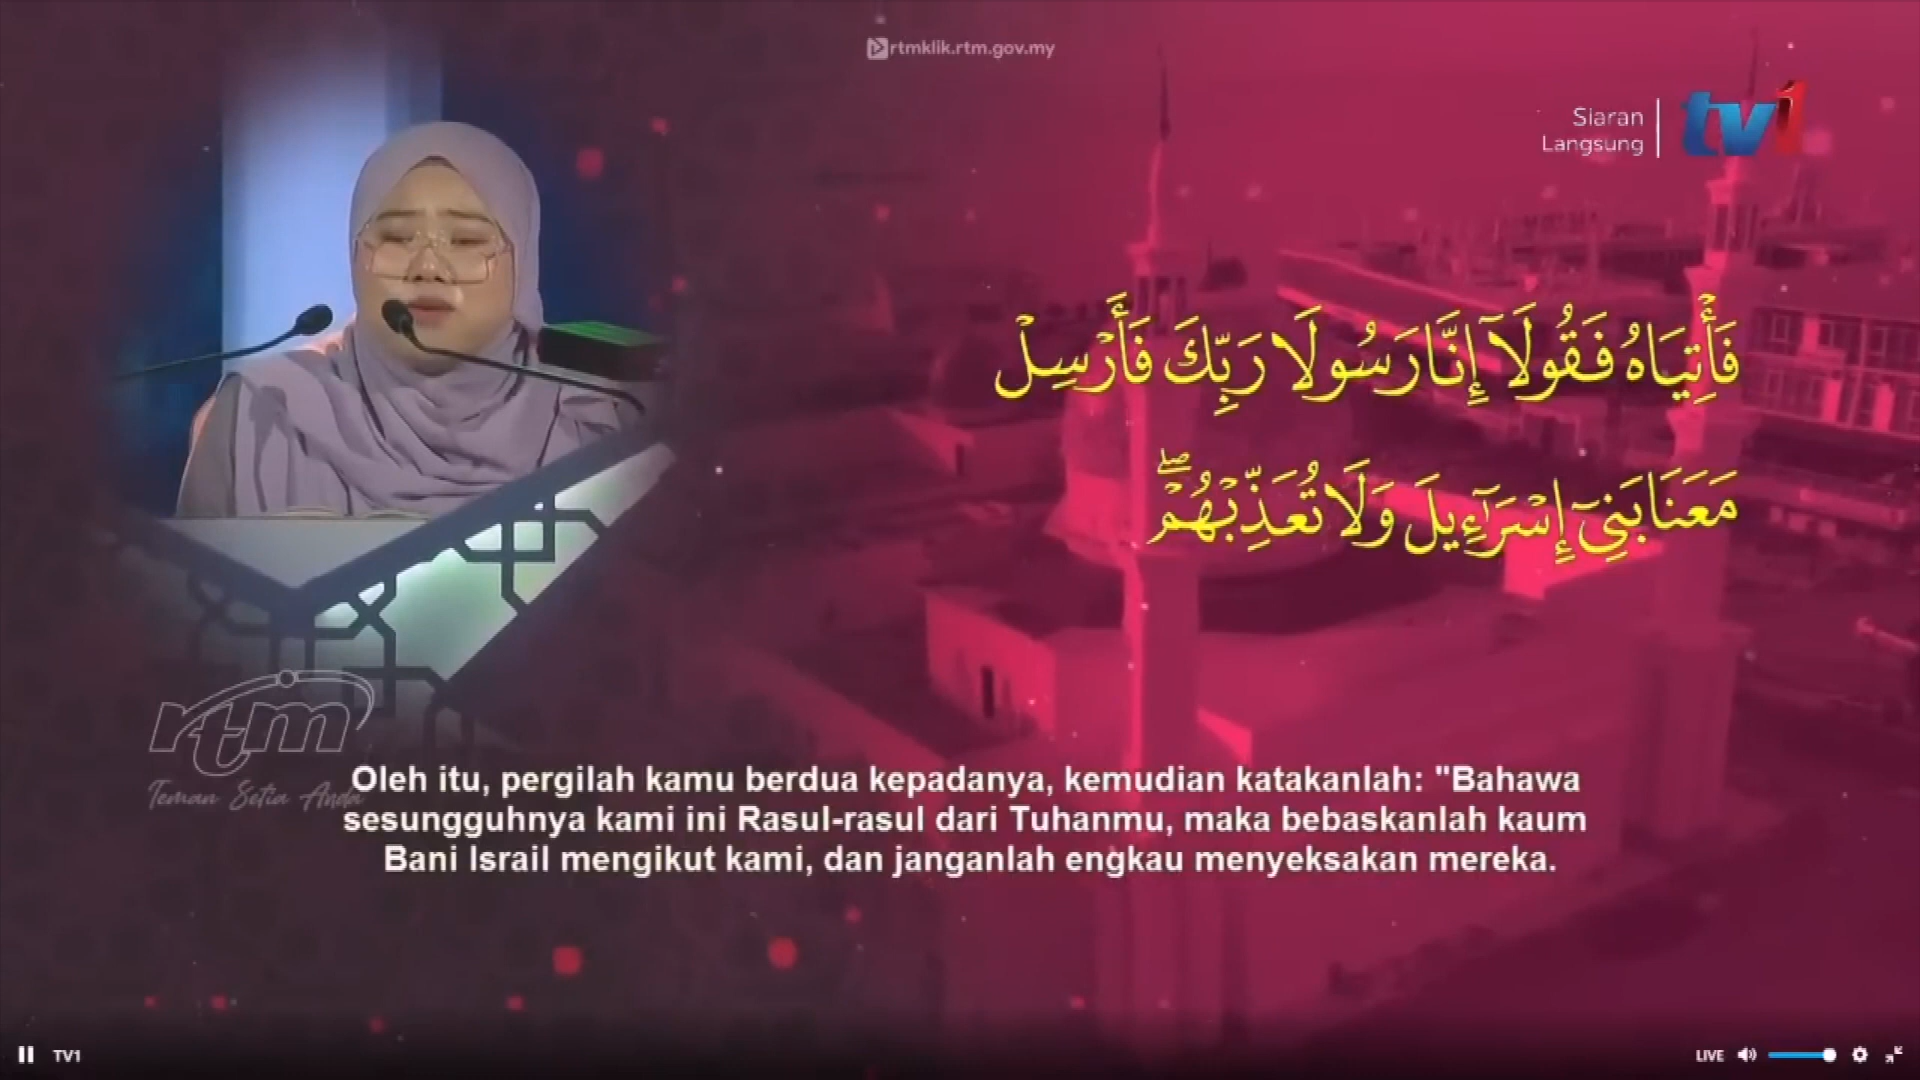 rtmklik.rtm.gov.my
Siaran
Langsung
tv1
فَأْتِيَاهُ فَقُولَآ إِنَّا رَسُولَا رَبِّكَ فَأَرْسِلْ
مَعَنَا بَنِىٓ إِسْرَٰٓءِيلَ وَلَا تُعَذِّبْهُمْ ۖ
rtm
Teman Setia Anda
Oleh itu, pergilah kamu berdua kepadanya, kemudian katakanlah: "Bahawa
sesungguhnya kami ini Rasul-rasul dari Tuhanmu, maka bebaskanlah kaum
Bani Israil mengikut kami, dan janganlah engkau menyeksakan mereka.
TV1
LIVE